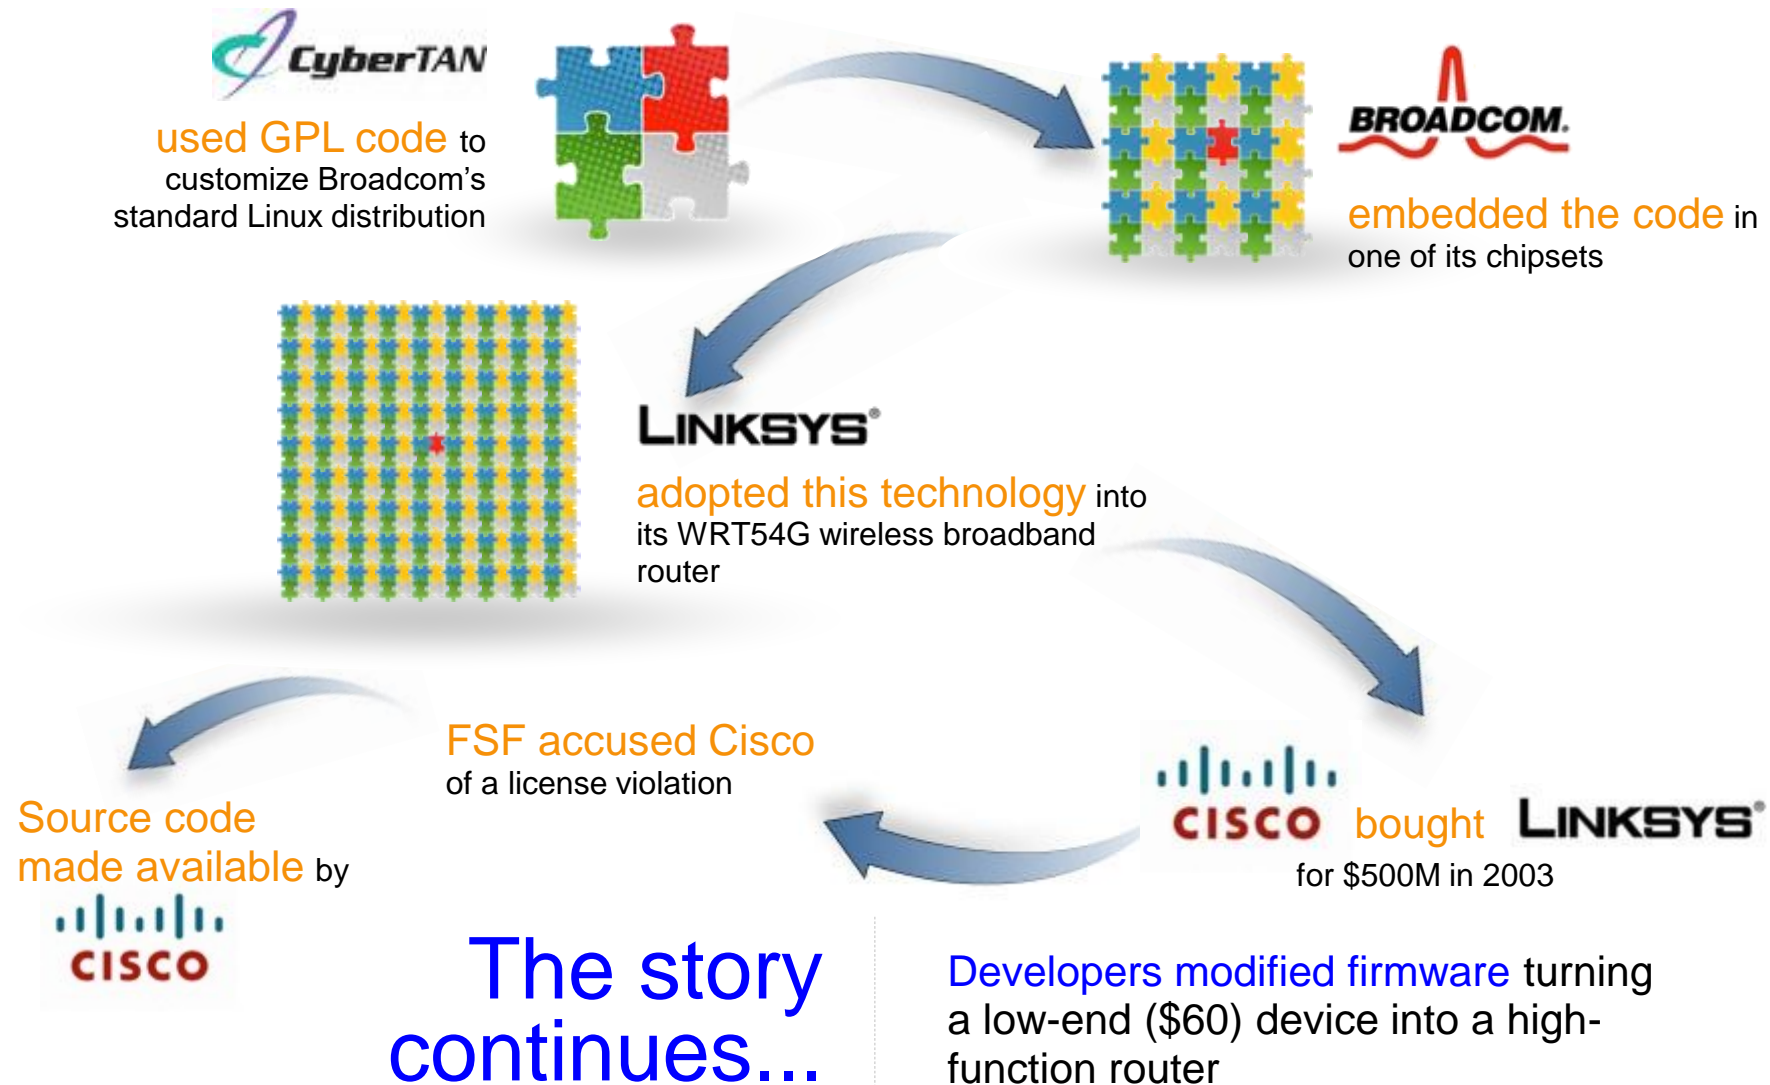 CyberTAN
used GPL code to
customize Broadcom's
standard Linux distribution
BROADCOM.
embedded the code in
one of its chipsets
LINKSYS®
adopted this technology into
its WRT54G wireless broadband
router
CISCO bought LINKSYS®
for $500M in 2003
FSF accused Cisco
of a license violation
Source code
made available by
CISCO
The story
continues...
Developers modified firmware turning
a low-end ($60) device into a high-
function router